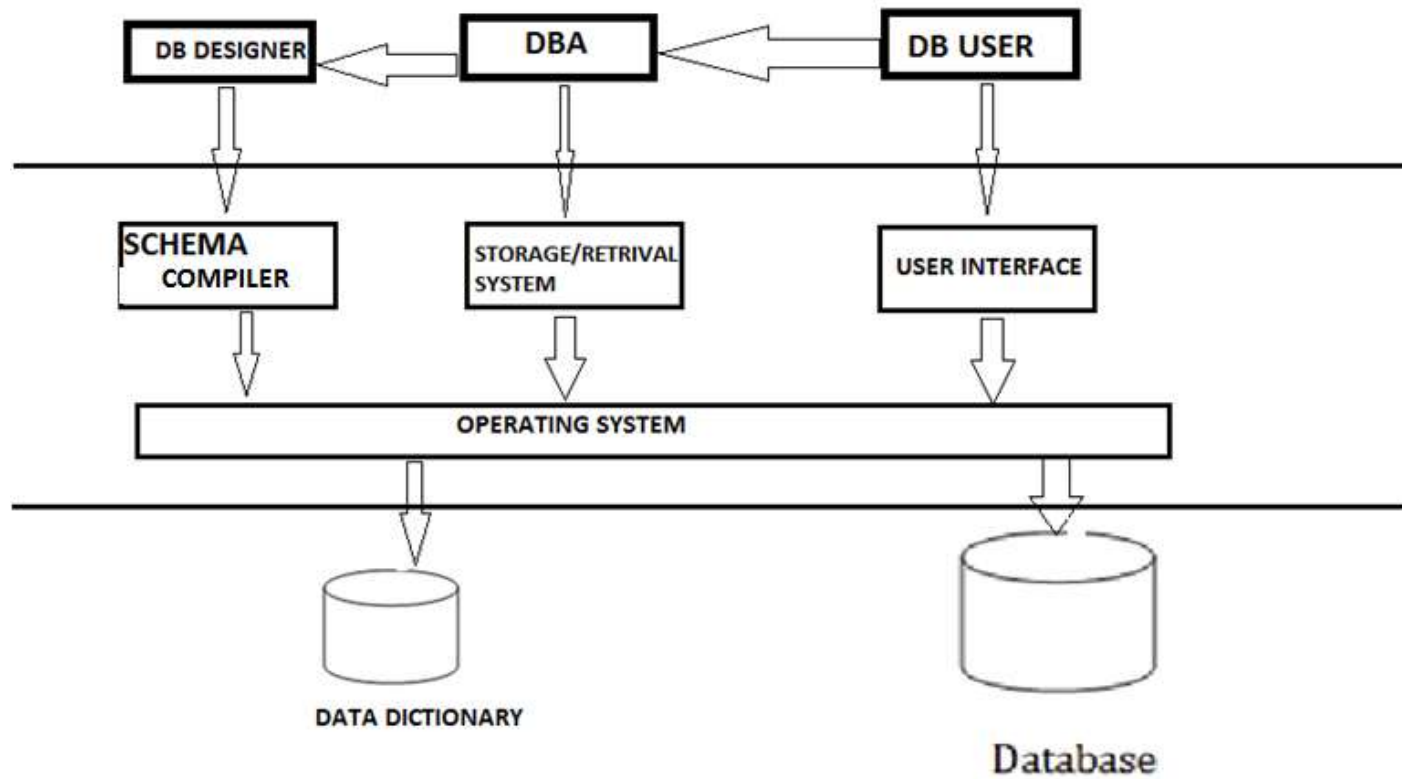 DB DESIGNER
DBA
DB USER
SCHEMA
COMPILER
STORAGE/RETRIVAL
SYSTEM
USER INTERFACE
OPERATING SYSTEM
DATA DICTIONARY
Database